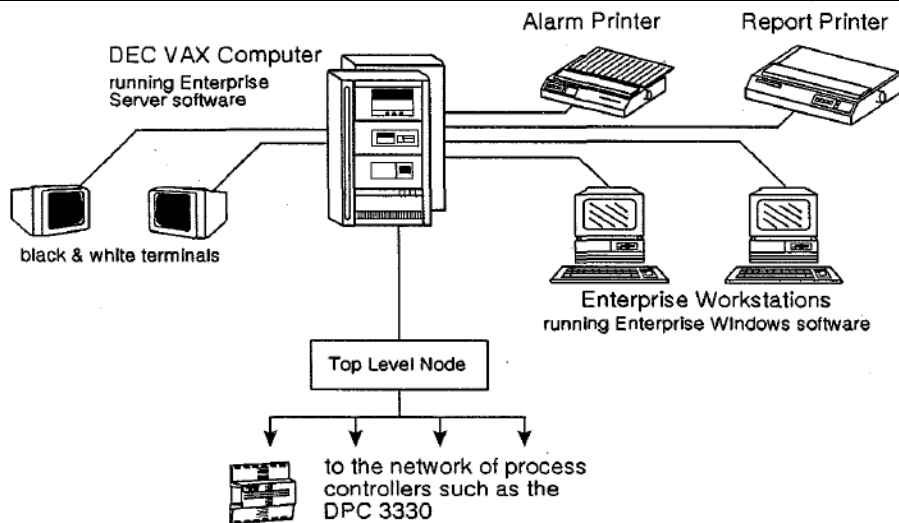 Alarm Printer
Report Printer
DEC VAX Computer
running Enterprise
Server software
black & white terminals
Enterprise Workstations
running Enterprise Windows software
Top Level Node
to the network of process
controllers such as the
DPC 3330